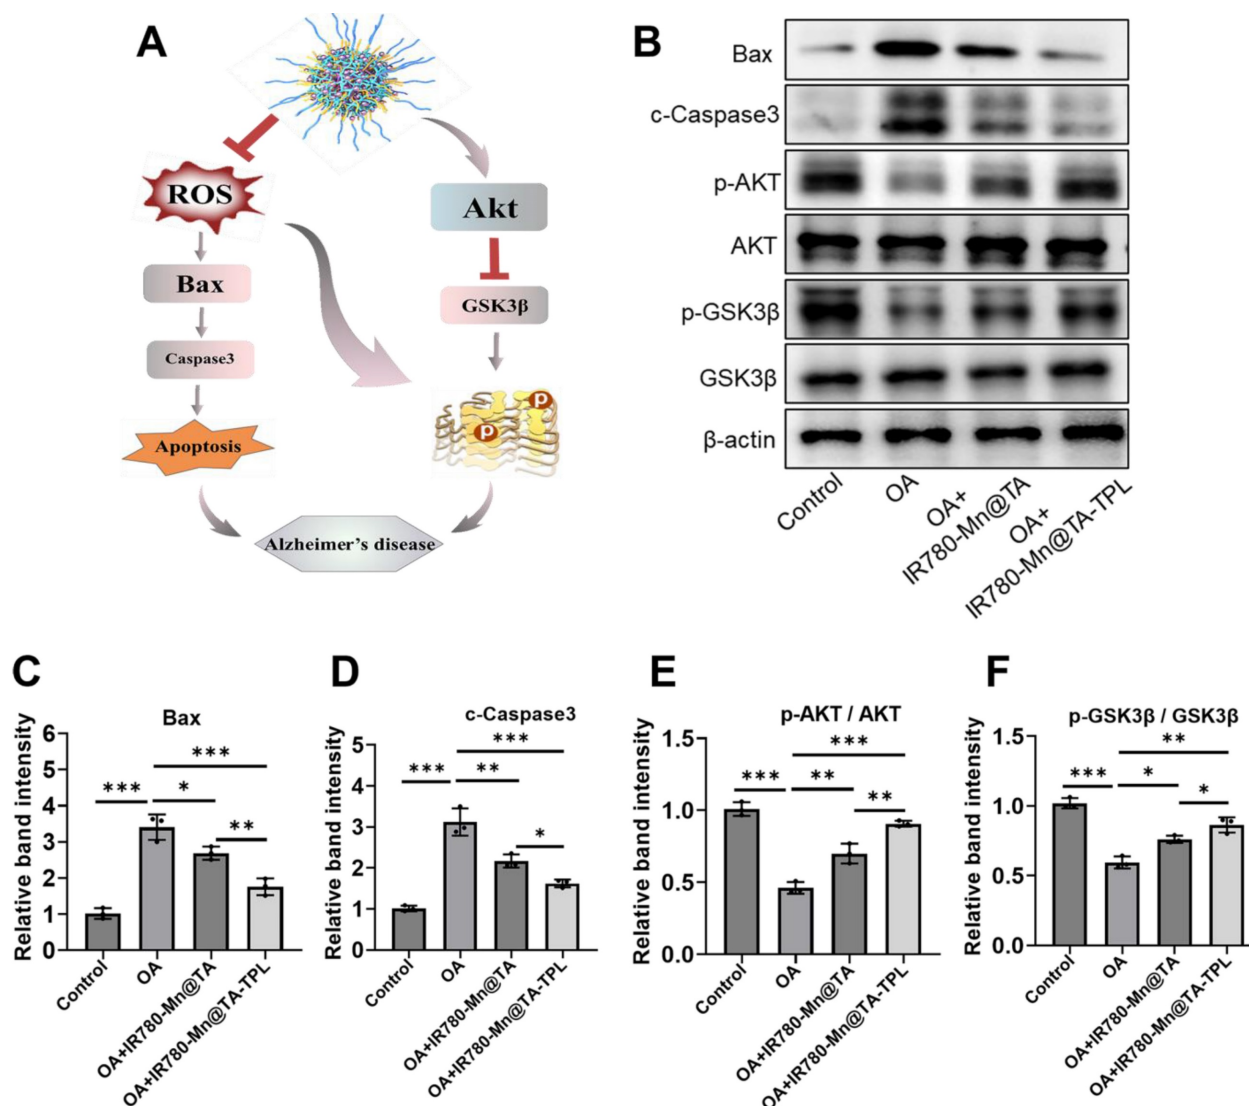 A
ROS
Akt
Bax
GSK3β
Caspase3
P
P
Apoptosis
Alzheimer's disease
B
Bax
c-Caspase3
p-AKT
AKT
p-GSK3β
GSK3β
β-actin
Control
OA
OA+
IR780-Mn@TA
OA+
IR780-Mn@TA-TPL
C
Bax
Relative band intensity
6
5
4
3
2
1
0
***
*
***
**
Control
OA
OA+IR780-Mn@TA
OA+IR780-Mn@TA-TPL
D
c-Caspase3
Relative band intensity
5
4
3
2
1
0
***
**
***
*
Control
OA
OA+IR780-Mn@TA
OA+IR780-Mn@TA-TPL
E
p-AKT / AKT
Relative band intensity
1.5
1.0
0.5
0.0
***
**
***
**
Control
OA
OA+IR780-Mn@TA
OA+IR780-Mn@TA-TPL
F
p-GSK3β / GSK3β
Relative band intensity
1.5
1.0
0.5
0.0
***
*
**
*
Control
OA
OA+IR780-Mn@TA
OA+IR780-Mn@TA-TPL